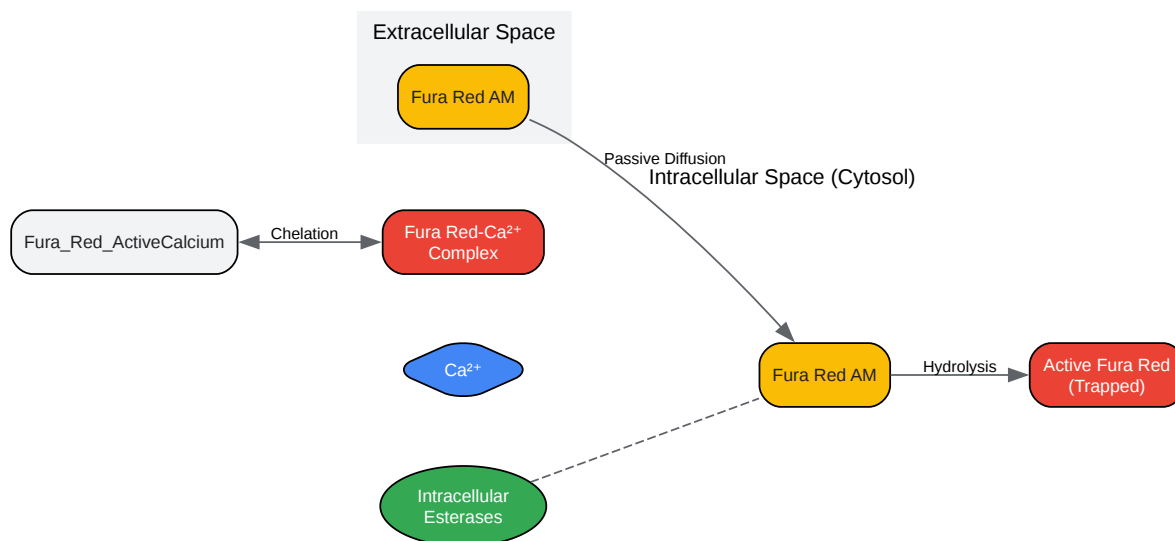 Extracellular Space
Fura Red AM
Passive Diffusion
Intracellular Space (Cytosol)
Fura_Red_ActiveCalcium
Chelation
Fura Red-Ca²⁺
Complex
Ca²⁺
Fura Red AM
Hydrolysis
Active Fura Red
(Trapped)
Intracellular
Esterases